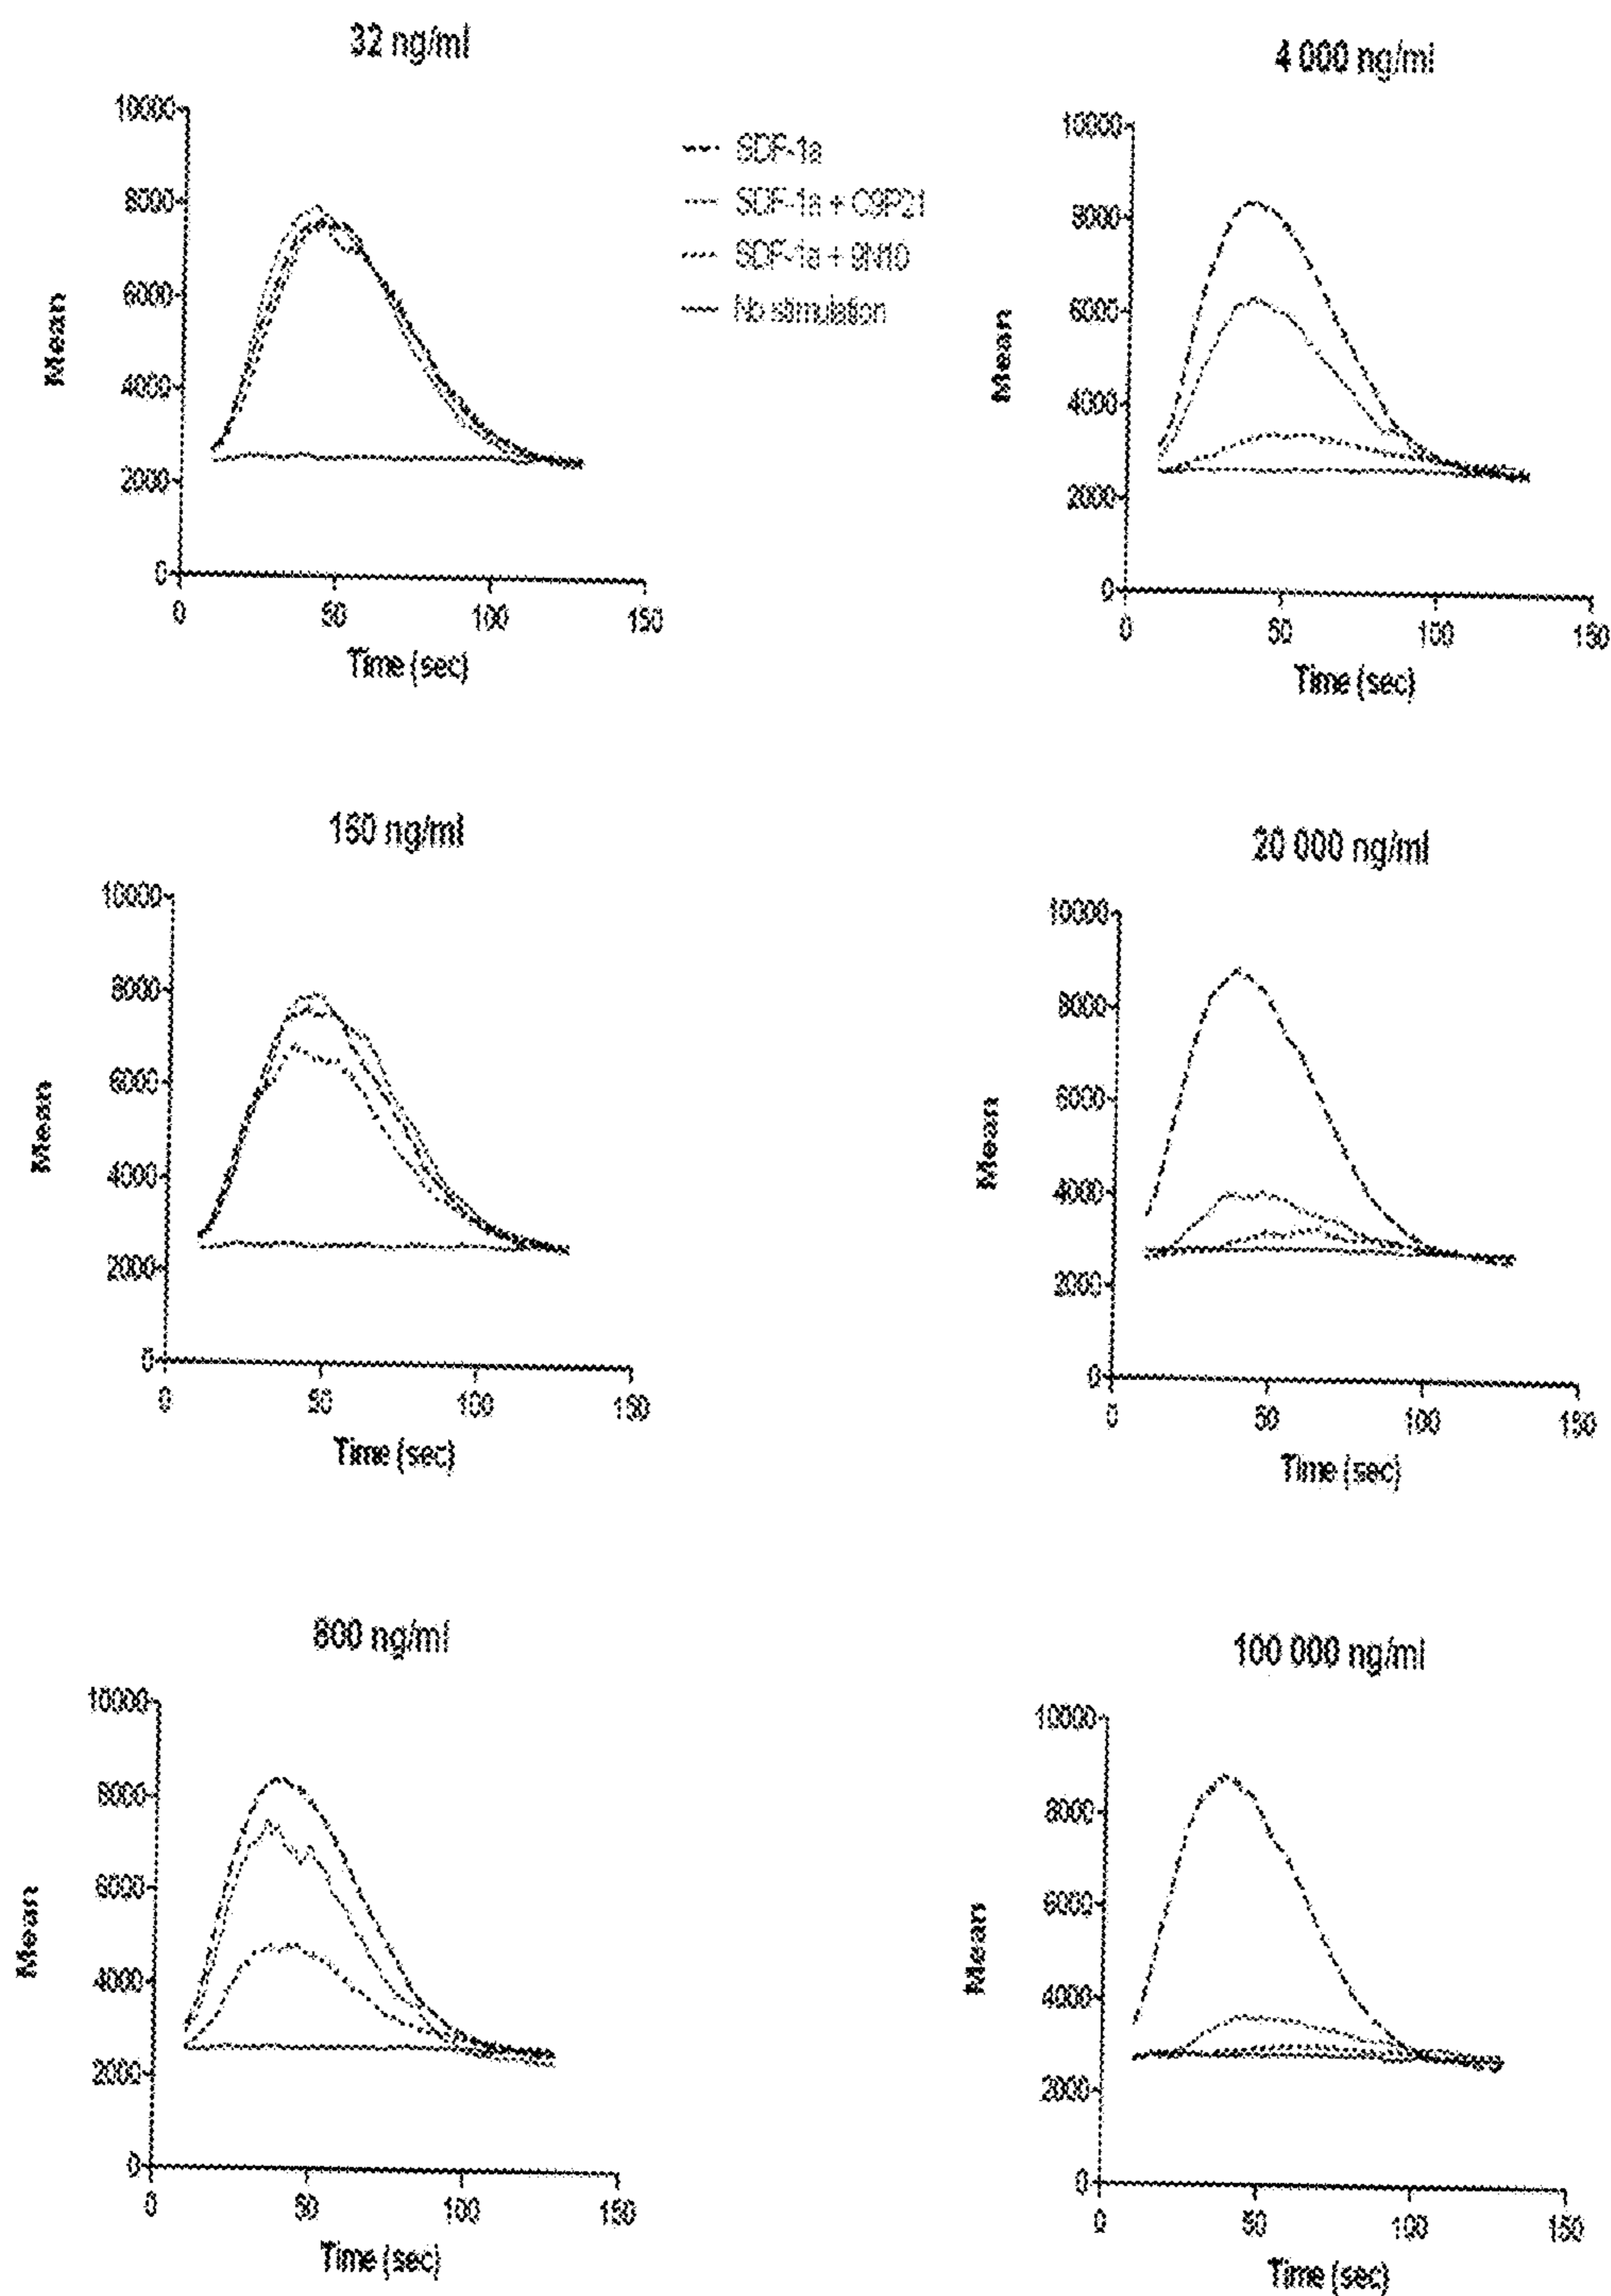 32 ng/ml
10000
8000
6000
4000
2000
0
Mean
0 50 100 150
Time (sec)
SDF-1a
SDF-1a + C9P21
SDF-1a + 9N10
No stimulation
4 000 ng/ml
10000
8000
6000
4000
2000
0
Mean
0 50 100 150
Time (sec)
160 ng/ml
10000
8000
6000
4000
2000
0
Mean
0 50 100 150
Time (sec)
20 000 ng/ml
10000
8000
6000
4000
2000
0
Mean
0 50 100 150
Time (sec)
800 ng/ml
10000
8000
6000
4000
2000
0
Mean
0 50 100 150
Time (sec)
100 000 ng/ml
10000
8000
6000
4000
2000
0
Mean
0 50 100 150
Time (sec)